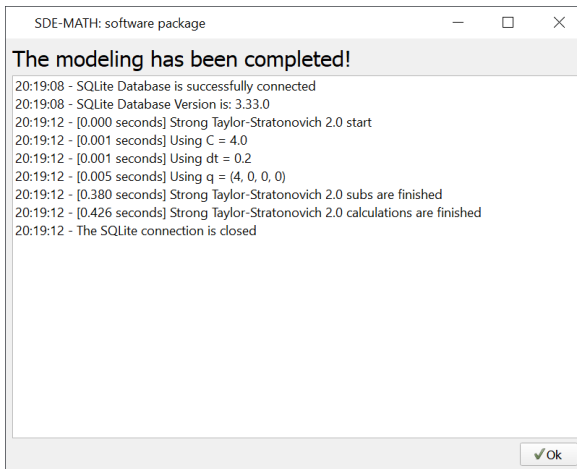 SDE-MATH: software package
The modeling has been completed!
20:19:08 - SQLite Database is successfully connected
20:19:08 - SQLite Database Version is: 3.33.0
20:19:12 - [0.000 seconds] Strong Taylor-Stratonovich 2.0 start
20:19:12 - [0.001 seconds] Using C = 4.0
20:19:12 - [0.001 seconds] Using dt = 0.2
20:19:12 - [0.005 seconds] Using q = (4, 0, 0, 0)
20:19:12 - [0.380 seconds] Strong Taylor-Stratonovich 2.0 subs are finished
20:19:12 - [0.426 seconds] Strong Taylor-Stratonovich 2.0 calculations are finished
20:19:12 - The SQLite connection is closed
Ok